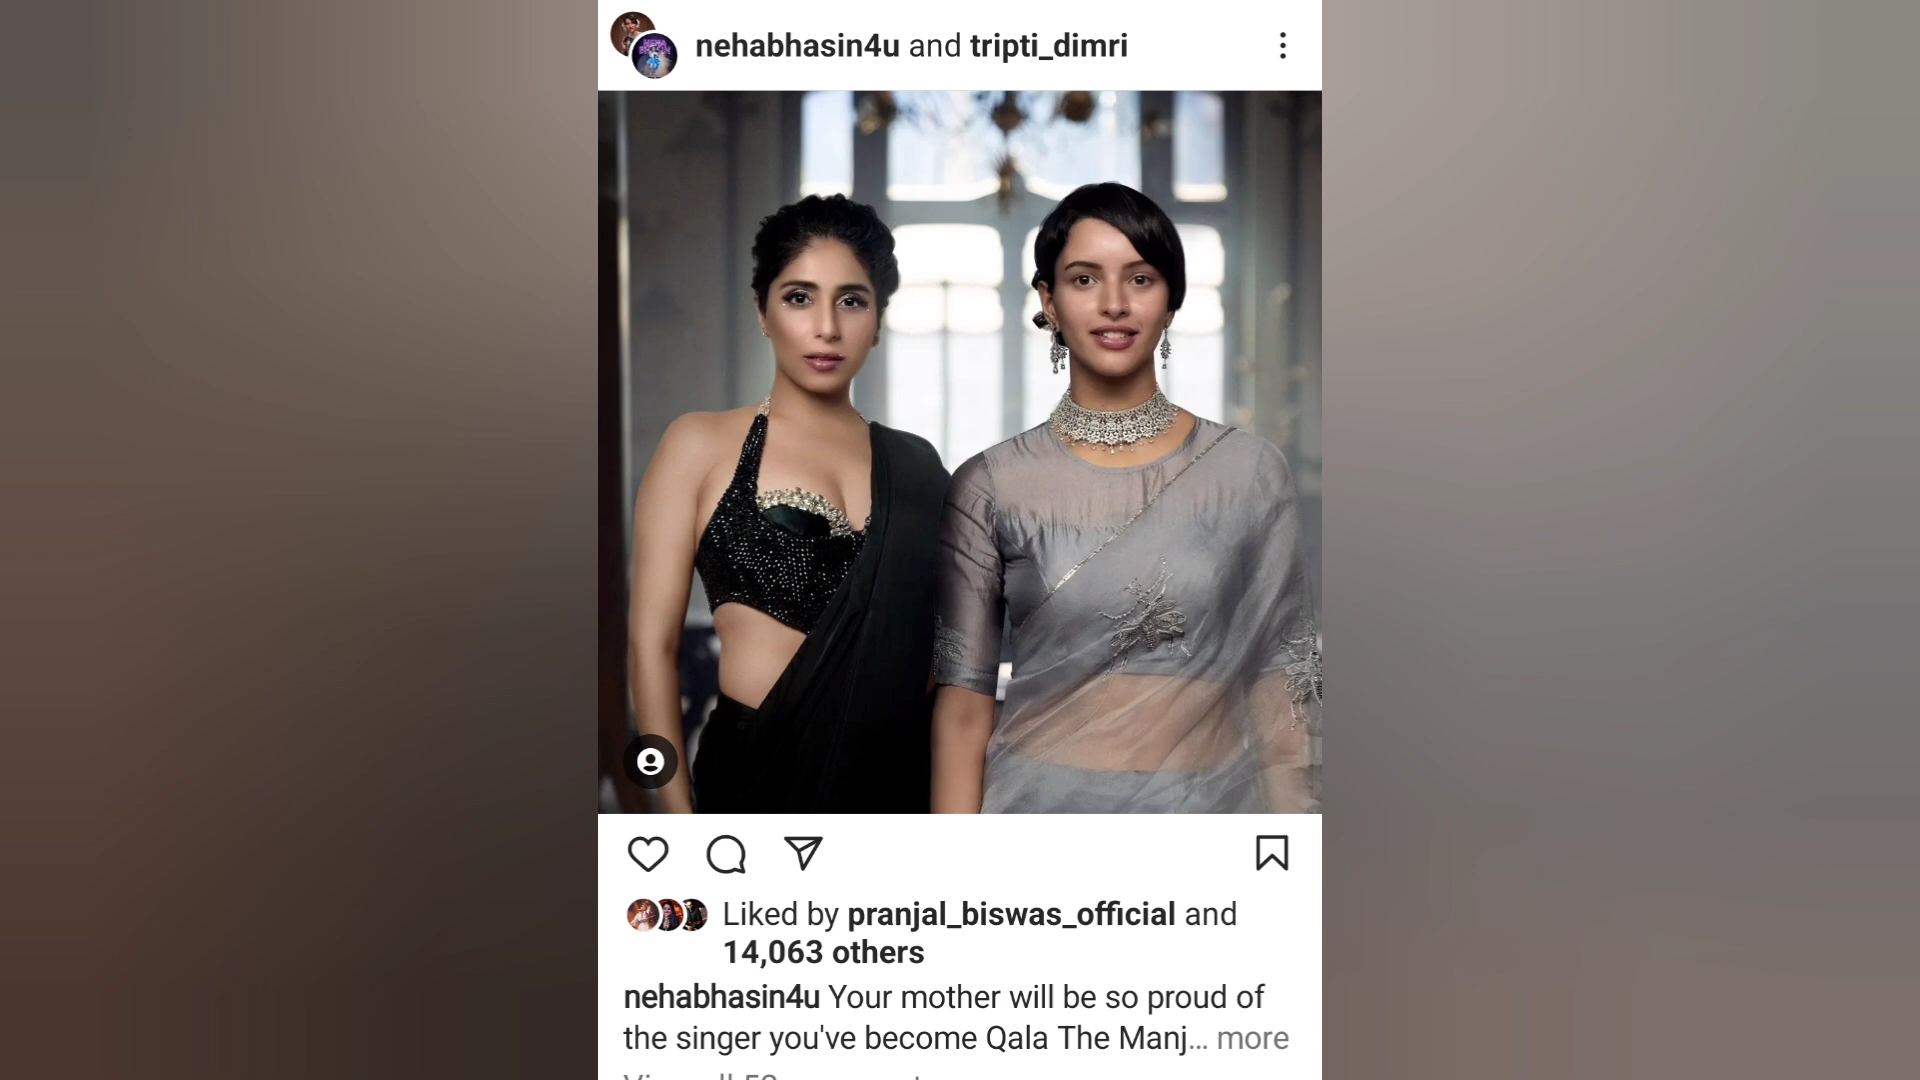 nehabhasin4u and tripti_dimri
Liked by pranjal_biswas_official and
14,063 others
nehabhasin4u Your mother will be so proud of
the singer you've become Qala The Manj... more